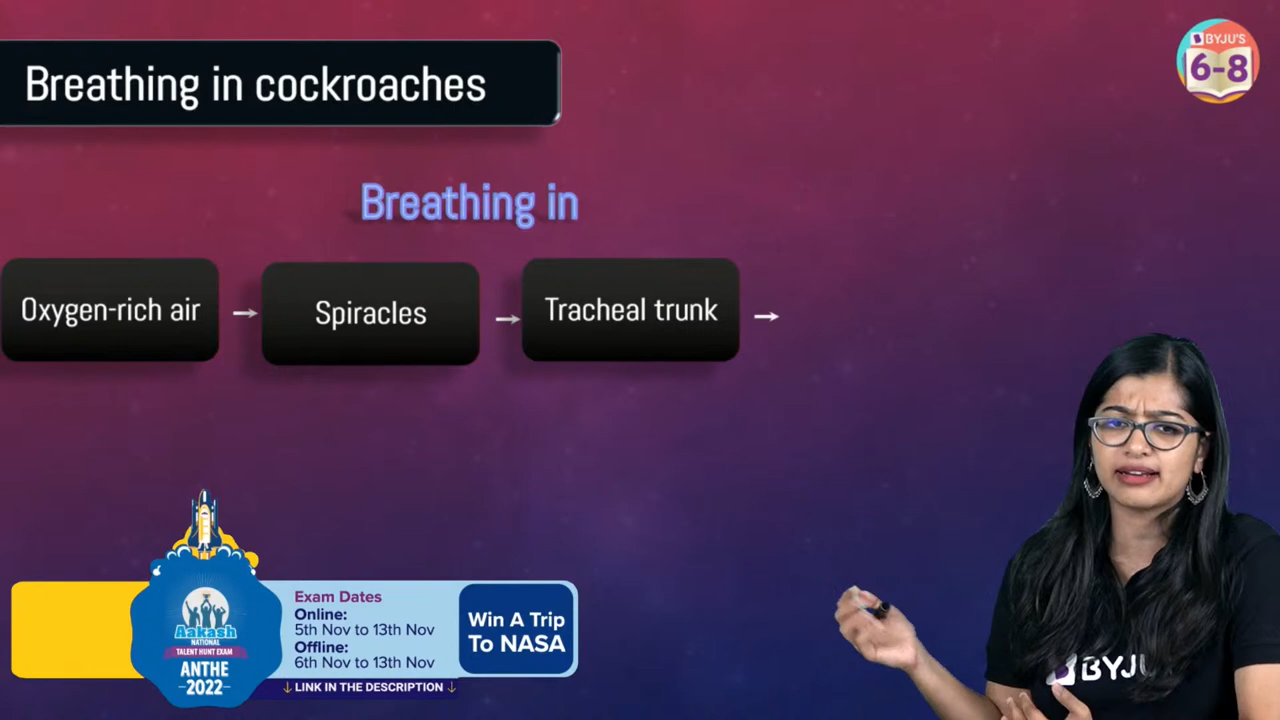 Breathing in cockroaches
BYJU'S
6-8
Breathing in
Oxygen-rich air → Spiracles → Tracheal trunk →
Aakash
NATIONAL
TALENT HUNT EXAM
ANTHE
-2022-
Exam Dates
Online:
5th Nov to 13th Nov
Offline:
6th Nov to 13th Nov
↓ LINK IN THE DESCRIPTION ↓
Win A Trip
To NASA
BYJU